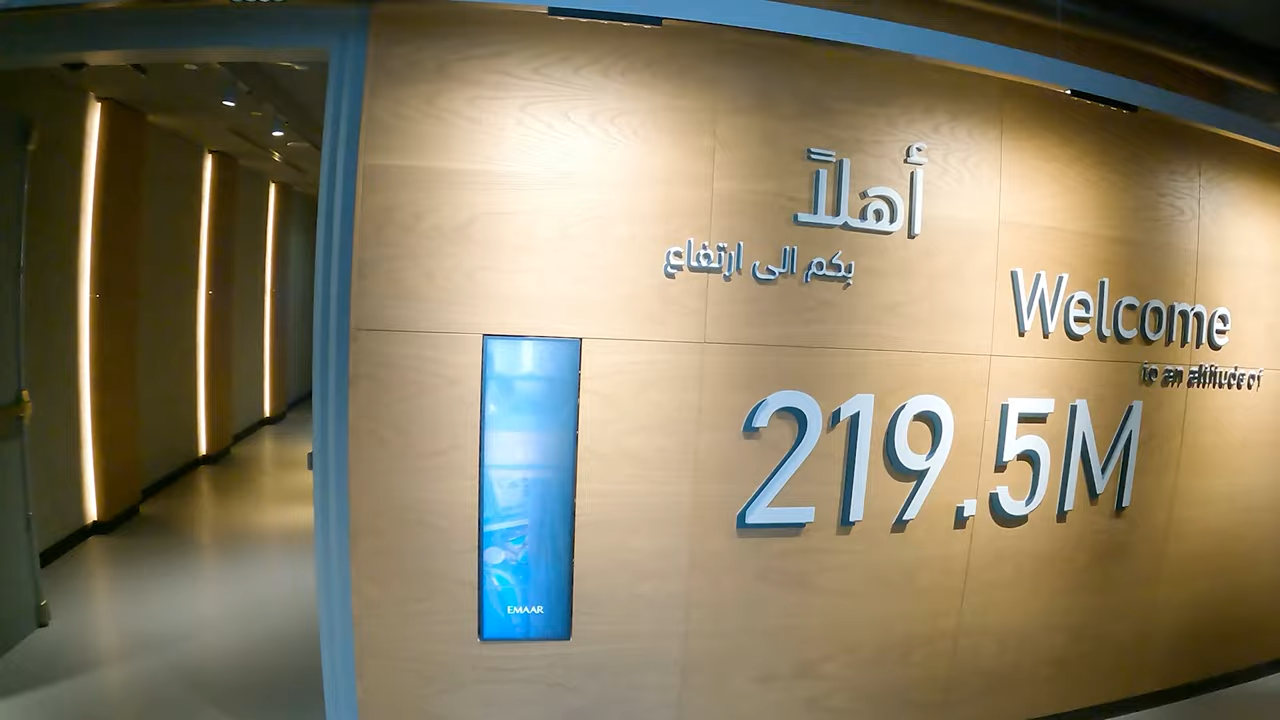 أهلاً
بكم الى ارتفاع
Welcome
to an altitude of
219.5M
EMAAR